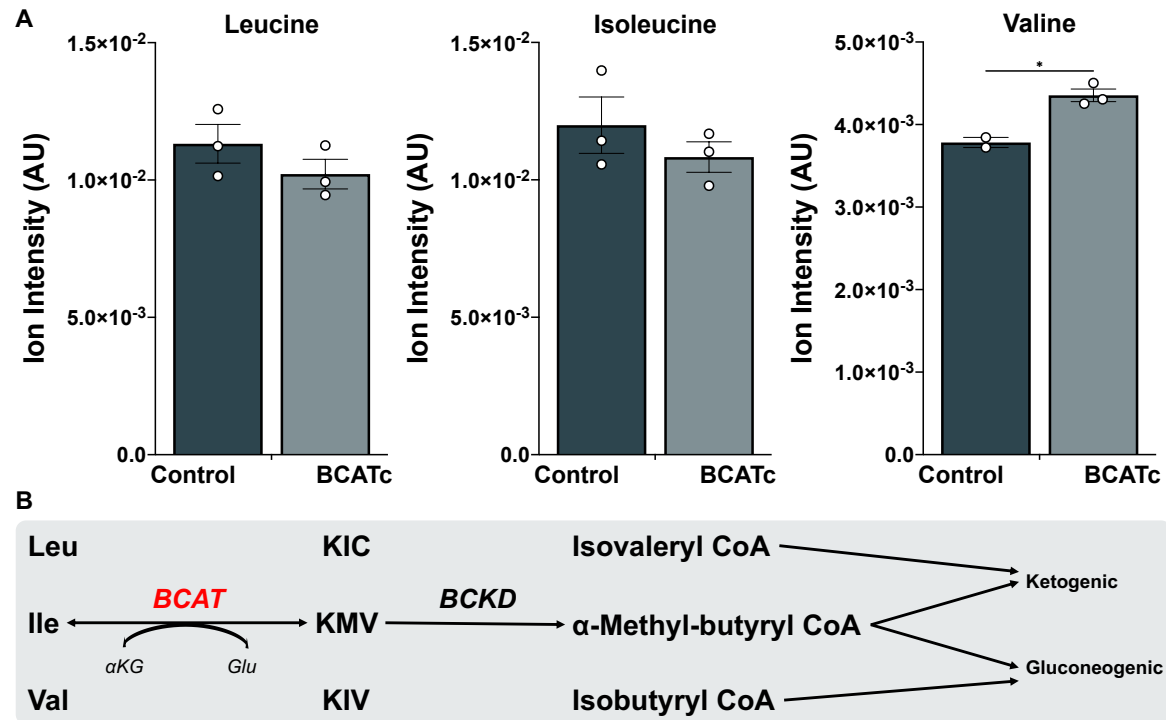 A
Leucine
Ion Intensity (AU)
1.5×10⁻²
1.0×10⁻²
5.0×10⁻³
0.0
Control BCATc
Isoleucine
Ion Intensity (AU)
1.5×10⁻²
1.0×10⁻²
5.0×10⁻³
0.0
Control BCATc
Valine
Ion Intensity (AU)
5.0×10⁻³
4.0×10⁻³
3.0×10⁻³
2.0×10⁻³
1.0×10⁻³
0.0
*
Control BCATc
B
Leu KIC Isovaleryl CoA
Ketogenic
BCAT BCKD
Ile KMV α-Methyl-butyryl CoA
αKG Glu
Gluconeogenic
Val KIV Isobutyryl CoA